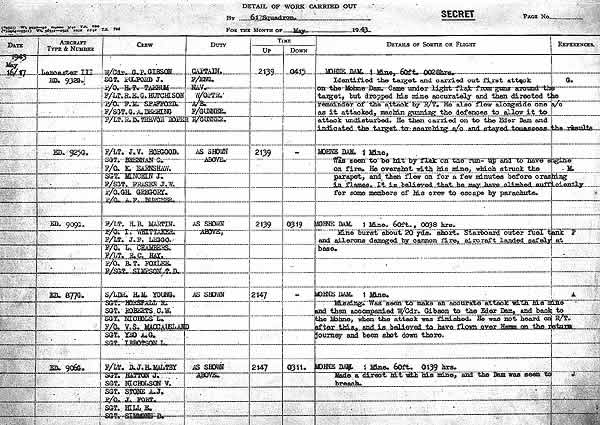 DETAIL OF WORK CARRIED OUT
By 617 Squadron.
SECRET
PAGE No.
FOR THE MONTH OF May 1943.
DATE
AIRCRAFT TYPE & NUMBER
CREW
DUTY
TIME
UP
DOWN
DETAILS OF SORTIE OR FLIGHT
REFERENCES.
1943
May
16/17 Lancaster III W/Cdr. G.P. GIBSON CAPTAIN. 2139 0415 MOHNE DAM. 1 Mine, 60ft. 0028hrs.
ED. 932G. SGT. PULFORD J. F/ENG. Identified the target and carried out first attack G.
NAV. on the Mohne Dam. Came under light flak from guns around the
F/LT. R.E.G. HUTCHISON W/OPTR. target, but dropped his mine accurately and then directed the
P/O. F.M. SPAFFORD. A/B. remainder of the attack by R/T. He also flew alongside one a/c
F/SGT. G.A. DEERING F/GUNNER. as it attacked, machine gunning the defences to allow it to
F/LT. R.D. TREVOR ROPER R/GUNNER. attack undisturbed. He then carried on to the Eder Dam and
indicated the target to searching a/c and stayed to assess the results
ED. 925G. F/LT. J.V. HOPGOOD. AS SHOWN 2139 - MOHNE DAM. 1 Mine,
SGT. BRENNAN C. ABOVE. Was seen to be hit by flak on the run-up and to have engine
F/O. K. EARNSHAW. on fire. He overshot with his mine, which struck the - M.
SGT. MINCHIN J. parapet, and then flew on for a few minutes before crashing
F/SGT. FRASER J.W. in flames. It is believed that he may have climbed sufficiently
P/O. GH. GREGORY. for some members of his crew to escape by parachute.
F/O. A.F. BURCHER.
ED. 909G. F/LT. H.B. MARTIN. AS SHOWN 2139 0319 MOHNE DAM. 1 Mine. 60ft., 0038 hrs.
P/O. I. WHITTAKER. ABOVE, Mine burst about 20 yds. short. Starboard outer fuel tank P
F/LT. J.F. LEGGO. and ailerons damaged by cannon fire, aircraft landed safely at
F/O. L. CHAMBERS. base.
F/LT. R.C. HAY.
P/O. B.T. FOXLEE.
F/SGT. SIMPSON T.D.
ED. 877G. S/LDR. H.M. YOUNG. AS SHOWN 2147 - MOHNE DAM. 1 Mine. A
SGT. HORSFALL R. Missing. Was seen to make an accurate attack with his mine
SGT. ROBERTS C.W. and then accompanied W/Cdr. Gibson to the Eder Dam, and back to
SGT. NICHOLS L. the Mohne, when the attack was finished. He was not heard on R/T.
F/O. V.S. MACCAUSLAND after this, and is believed to have flown over Hamm on the return
SGT. YEO A.G. journey and been shot down there.
SGT. IBBOTSON L.
ED. 906G. F/LT. D.J.H. MALTBY AS SHOWN 2147 0311. MOHNE DAM. 1 Mine. 60ft. 0139 hrs.
SGT. HATTON J. ABOVE. Made a direct hit with his mine, and the Dam was seen to
SGT. NICHOLSON V. breach.
SGT. STONE A.J.
P/O. J. FORT.
SGT. HILL V.
SGT. SIMMONDS D.